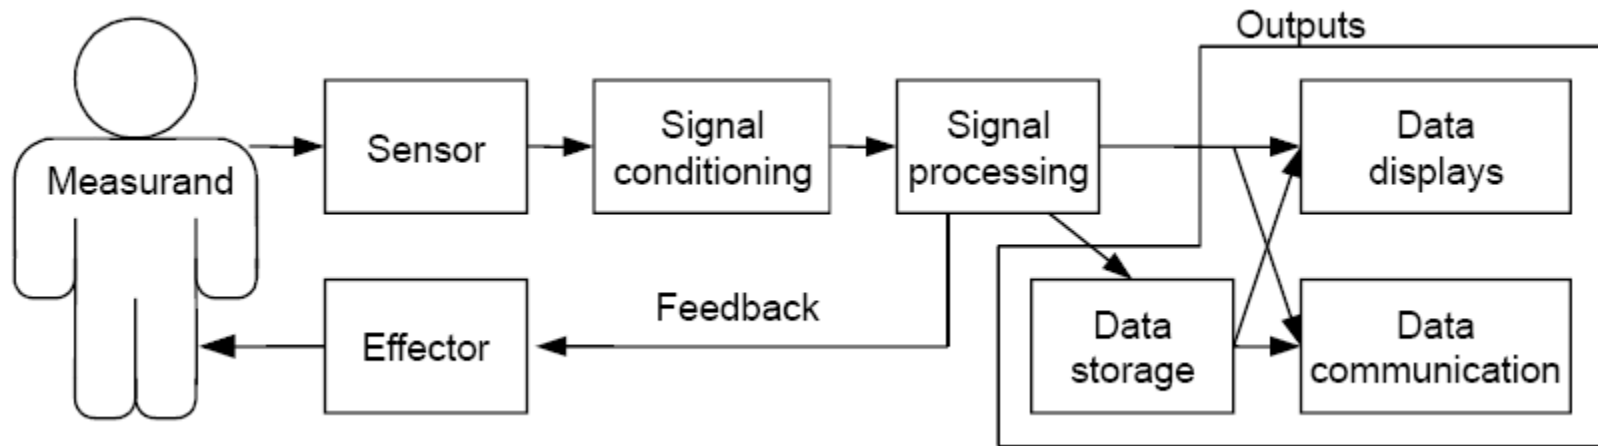 Outputs
Measurand
Sensor
Signal
conditioning
Signal
processing
Data
displays
Effector
Feedback
Data
storage
Data
communication